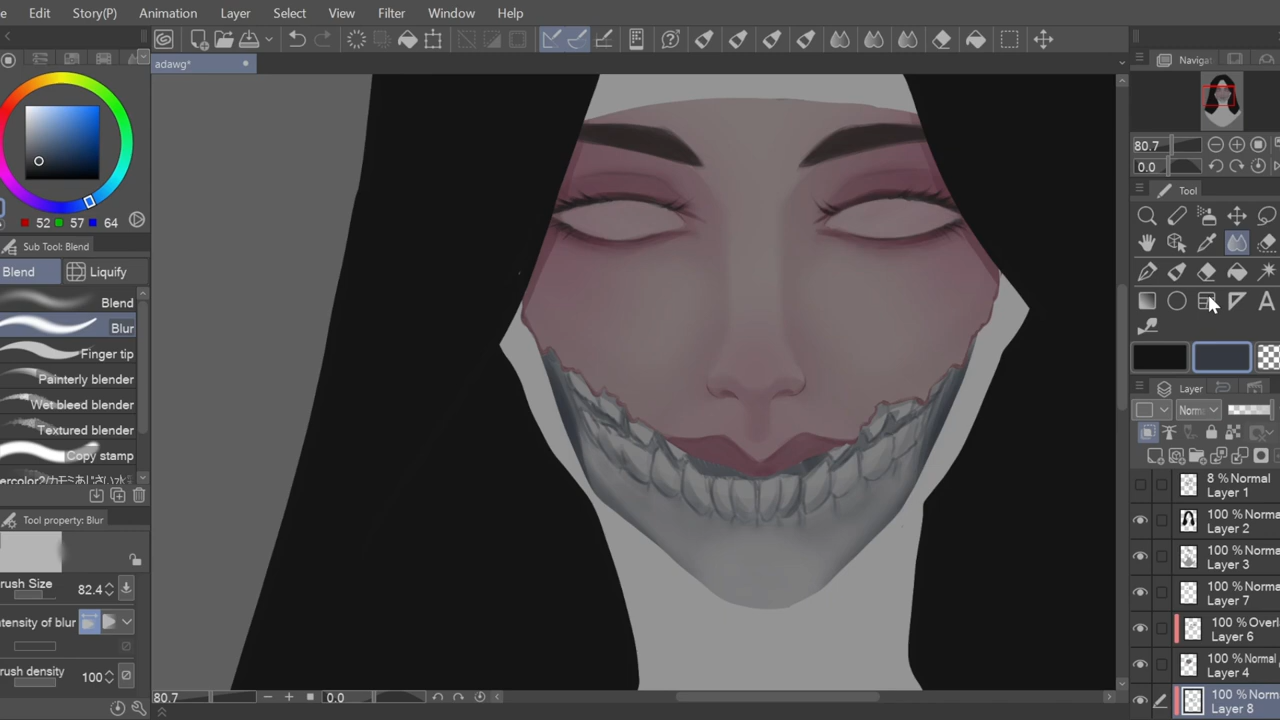 e Edit Story(P) Animation Layer Select View Filter Window Help
adawg*
Navigat
80.7
0.0
52 57 64
Tool
Sub Tool: Blend
Blend Liquify
Blend
Blur
Finger tip
Painterly blender
Wet bleed blender
Textured blender
Copy stamp
A
Layer
Norma
8 % Normal
Layer 1
100 % Norma
Layer 2
100 % Norma
Layer 3
100 % Norma
Layer 7
100 % Overl
Layer 6
100 % Normal
Layer 4
100 % Norma
Layer 8
Tool property: Blur
rush Size 82.4
ntensity of blur
rush density 100
80.7 0.0